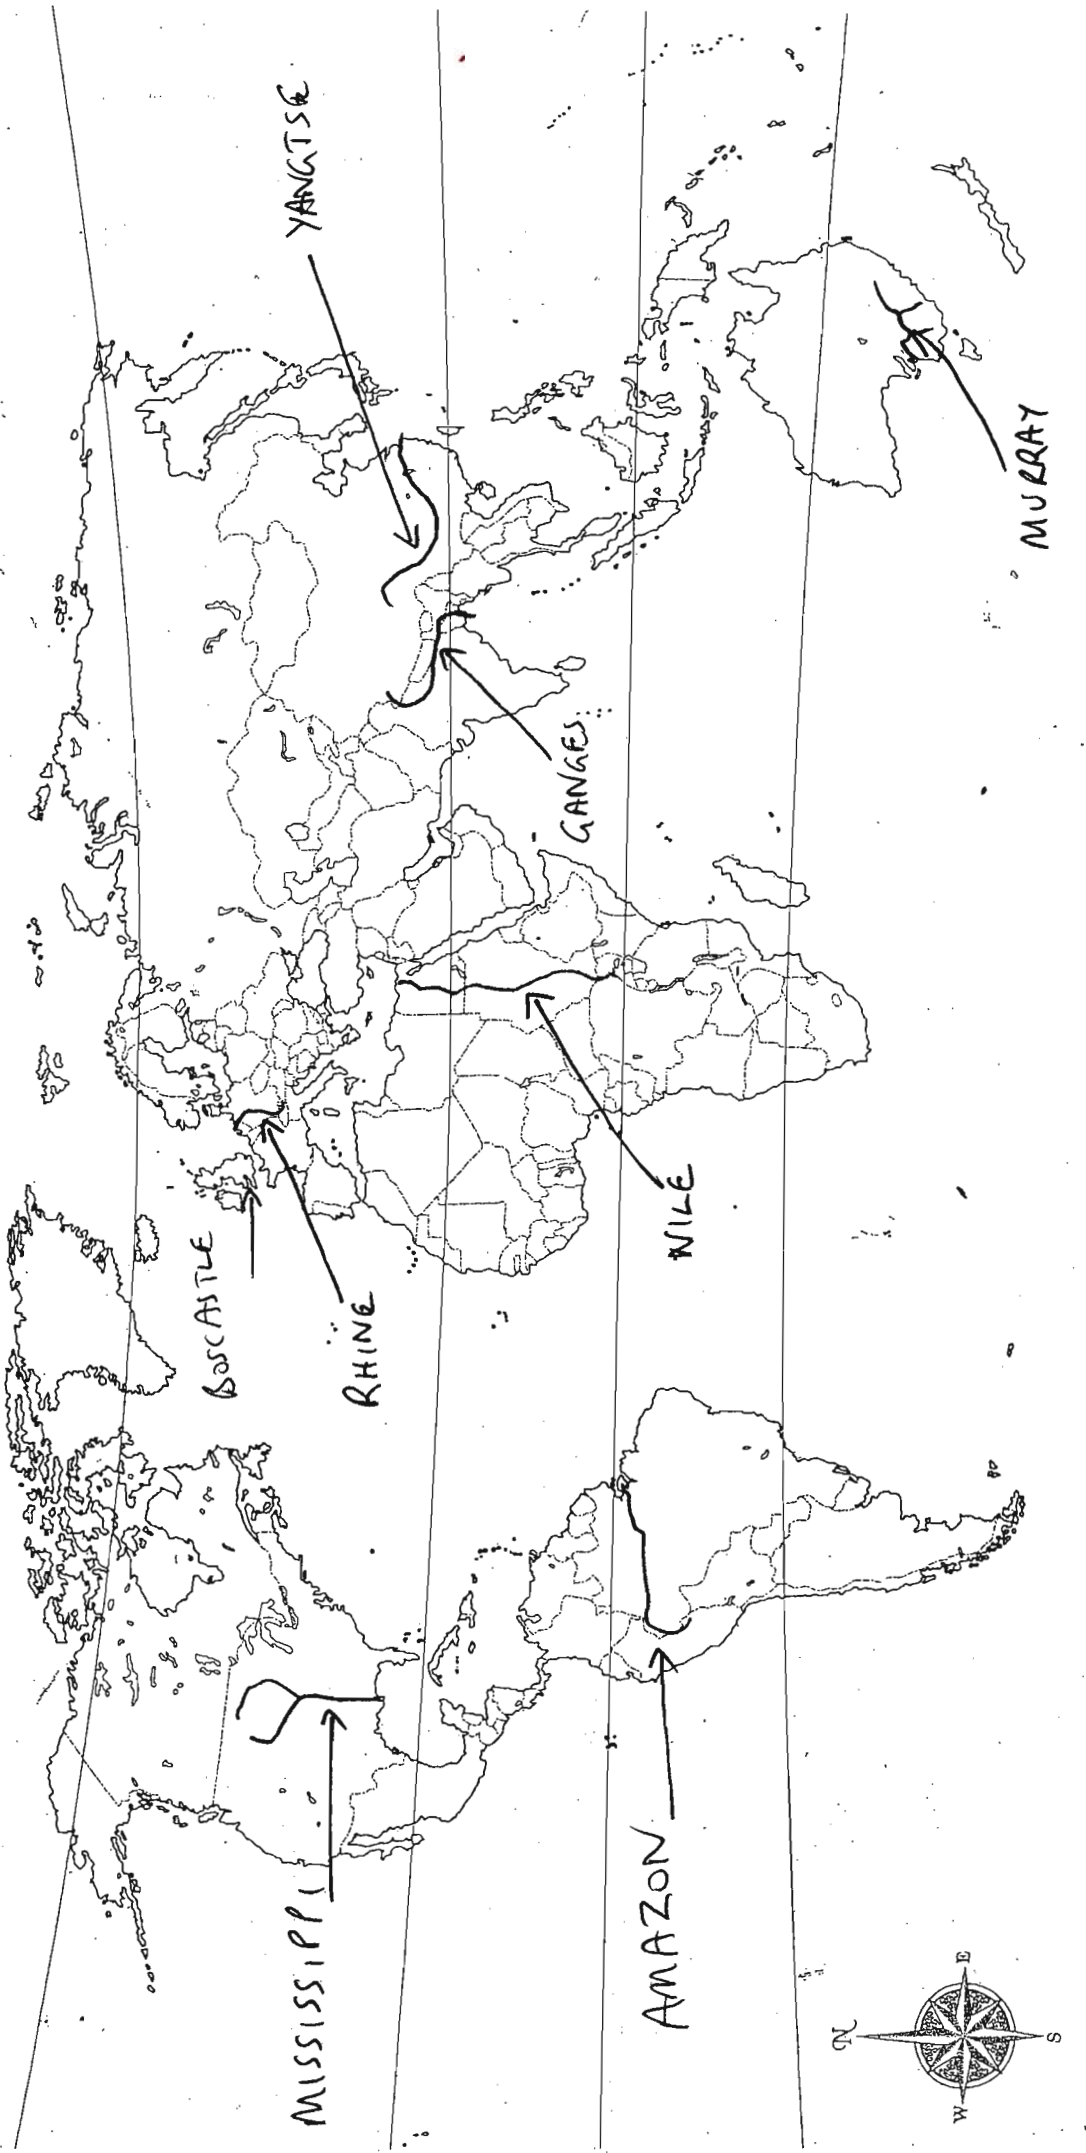 YANGTSE
BOSCASTLE
RHINE
GANGES
MISSISSIPPI
NILE
AMAZON
MURRAY
N
W
E
S